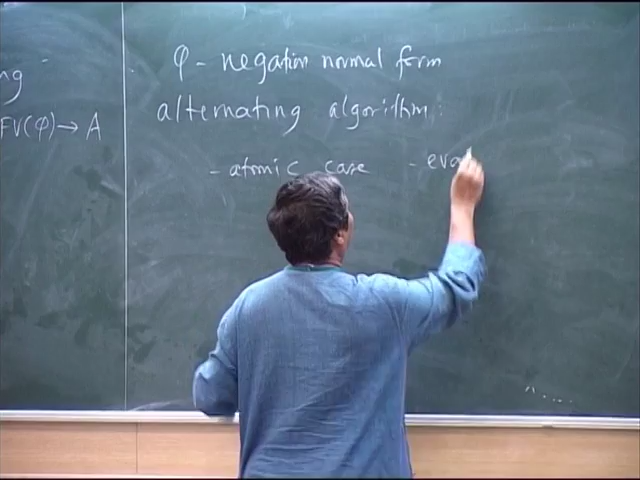 ng
FV(φ) → A
φ - negation normal form
alternating algorithm:
- atomic case - eva